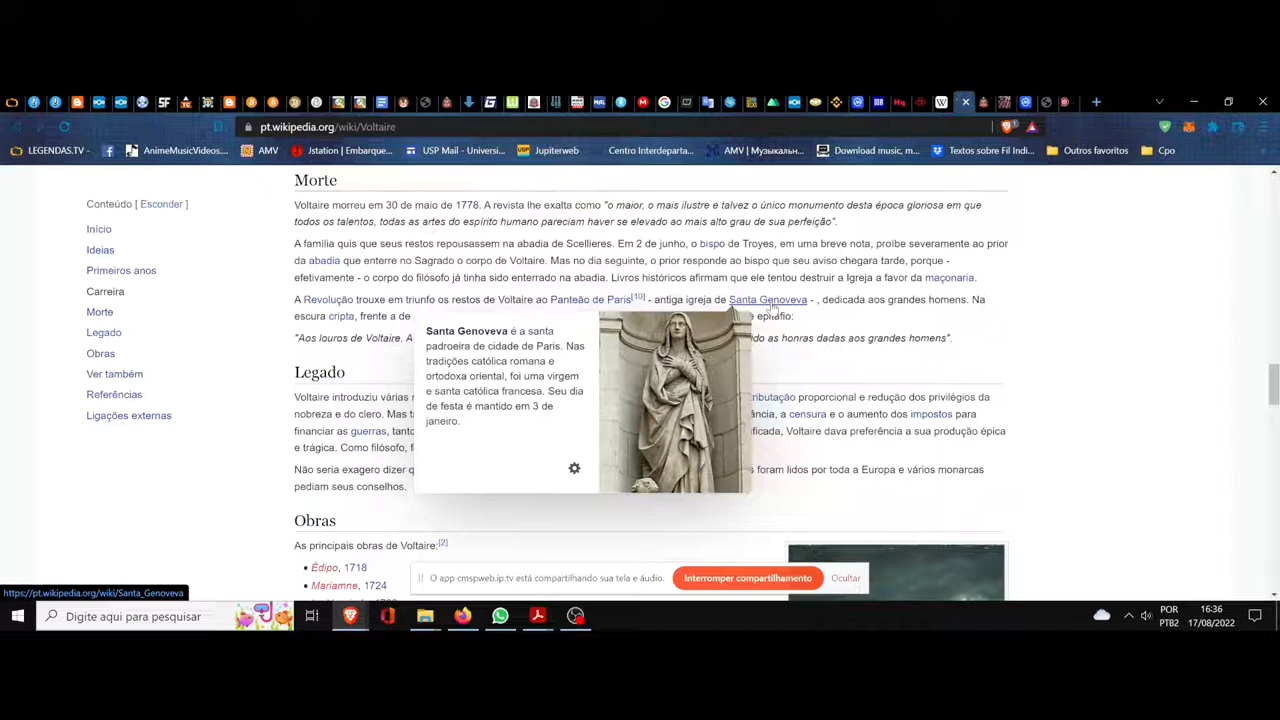 pt.wikipedia.org/wiki/Voltaire
LEGENDAS.TV AnimeMusicVideos.... AMV Jstation | Embarque... USP Mail - Universi... Jupiterweb Centro Interdeparta... AMV | Музыкальн... Download music, m... Textos sobre Fil Indi... Outros favoritos Cpo
Conteúdo [ Esconder ]
Início
Ideias
Primeiros anos
Carreira
Morte
Legado
Obras
Ver também
Referências
Ligações externas
Morte
Voltaire morreu em 30 de maio de 1778. A revista lhe exalta como "o maior, o mais ilustre e talvez o único monumento desta época gloriosa em que
todos os talentos, todas as artes do espírito humano pareciam haver se elevado ao mais alto grau de sua perfeição".
A família quis que seus restos repousassem na abadia de Scellieres. Em 2 de junho, o bispo de Troyes, em uma breve nota, proíbe severamente ao prior
da abadia que enterre no Sagrado o corpo de Voltaire. Mas no dia seguinte, o prior responde ao bispo que seu aviso chegara tarde, porque -
efetivamente - o corpo do filósofo já tinha sido enterrado na abadia. Livros históricos afirmam que ele tentou destruir a Igreja a favor da maçonaria.
A Revolução trouxe em triunfo os restos de Voltaire ao Panteão de Paris[10] - antiga igreja de Santa Genoveva - , dedicada aos grandes homens. Na
escura cripta, frente a de e epitáfio:
"Aos louros de Voltaire. A ido as honras dadas aos grandes homens".
Santa Genoveva é a santa
padroeira de cidade de Paris. Nas
tradições católica romana e
ortodoxa oriental, foi uma virgem
e santa católica francesa. Seu dia
de festa é mantido em 3 de
janeiro.
Legado
Voltaire introduziu várias tributação proporcional e redução dos privilégios da
nobreza e do clero. Mas ância, a censura e o aumento dos impostos para
financiar as guerras, ificada, Voltaire dava preferência a sua produção épica
e trágica. Como filósofo,
Não seria exagero dizer foram lidos por toda a Europa e vários monarcas
pediam seus conselhos.
Obras
As principais obras de Voltaire:[2]
Édipo, 1718
Mariamne, 1724
O app cmspweb.ip.tv está compartilhando sua tela e áudio. Interromper compartilhamento Ocultar
https://pt.wikipedia.org/wiki/Santa_Genoveva
Digite aqui para pesquisar
POR
PTB2
16:36
17/08/2022